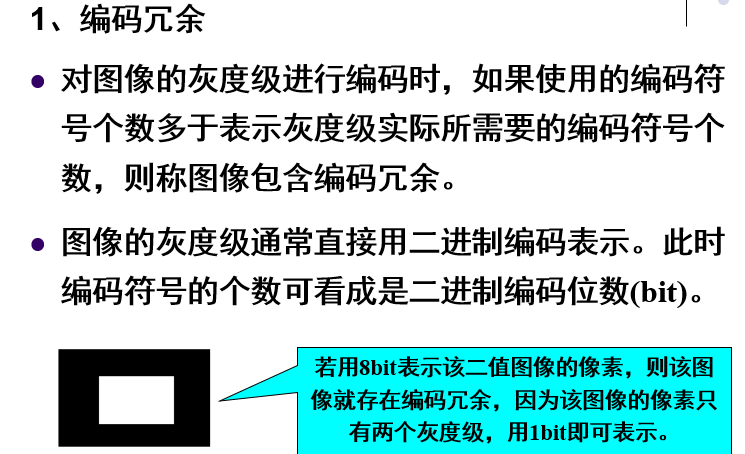 1、编码冗余
● 对图像的灰度级进行编码时，如果使用的编码符
号个数多于表示灰度级实际所需要的编码符号个
数，则称图像包含编码冗余。
● 图像的灰度级通常直接用二进制编码表示。此时
编码符号的个数可看成是二进制编码位数(bit)。
若用8bit表示该二值图像的像素，则该图
像就存在编码冗余，因为该图像的像素只
有两个灰度级，用1bit即可表示。